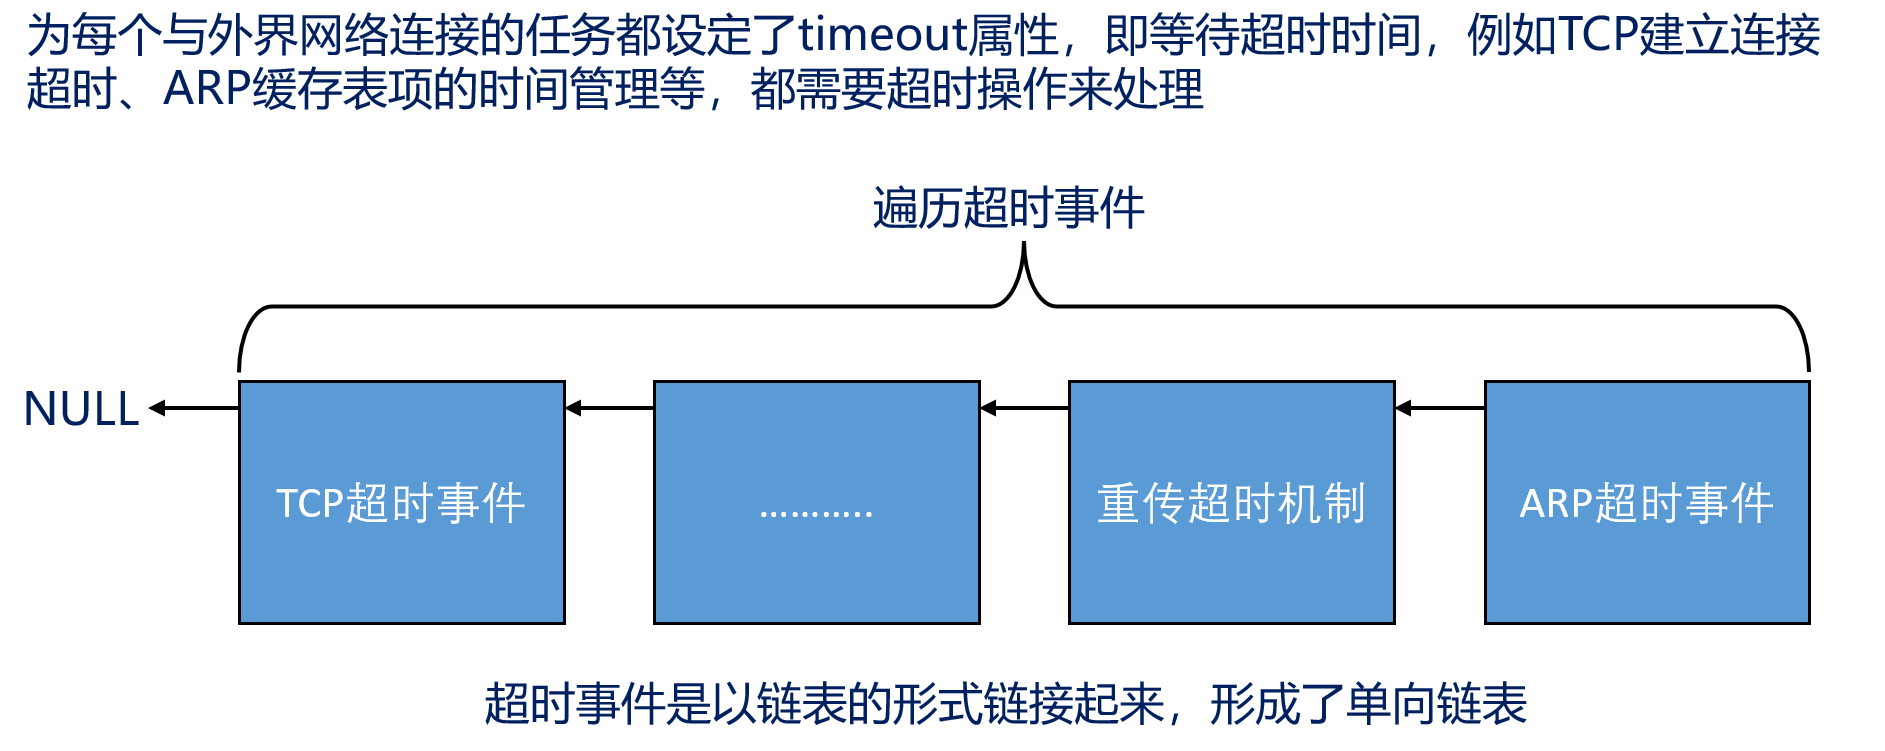 为每个与外界网络连接的任务都设定了timeout属性，即等待超时时间，例如TCP建立连接
超时、ARP缓存表项的时间管理等，都需要超时操作来处理
遍历超时事件
NULL
TCP超时事件
...........
重传超时机制
ARP超时事件
超时事件是以链表的形式链接起来，形成了单向链表